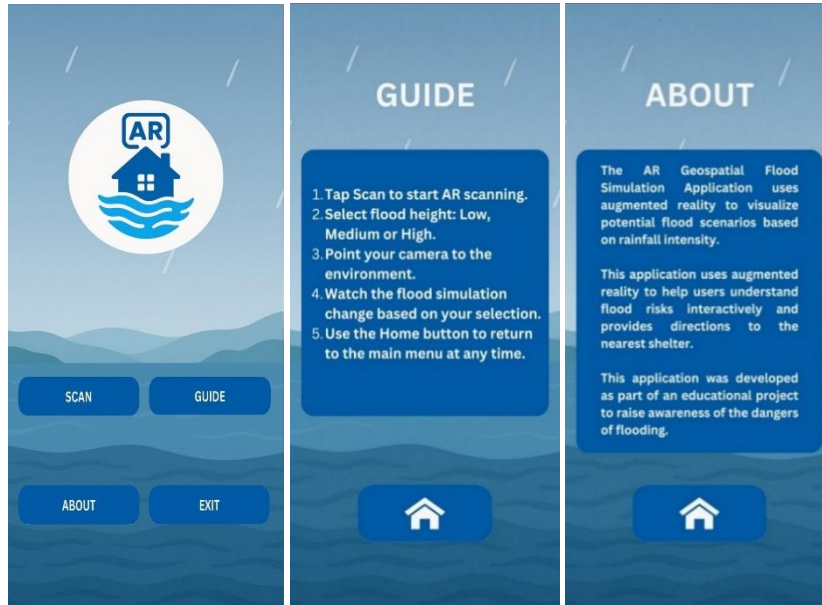 AR
SCAN
GUIDE
ABOUT
EXIT
GUIDE
1. Tap Scan to start AR scanning.
2. Select flood height: Low,
Medium or High.
3. Point your camera to the
environment.
4. Watch the flood simulation
change based on your selection.
5. Use the Home button to return
to the main menu at any time.
ABOUT
The AR Geospatial Flood
Simulation Application uses
augmented reality to visualize
potential flood scenarios based
on rainfall intensity.
This application uses augmented
reality to help users understand
flood risks interactively and
provides directions to the
nearest shelter.
This application was developed
as part of an educational project
to raise awareness of the dangers
of flooding.